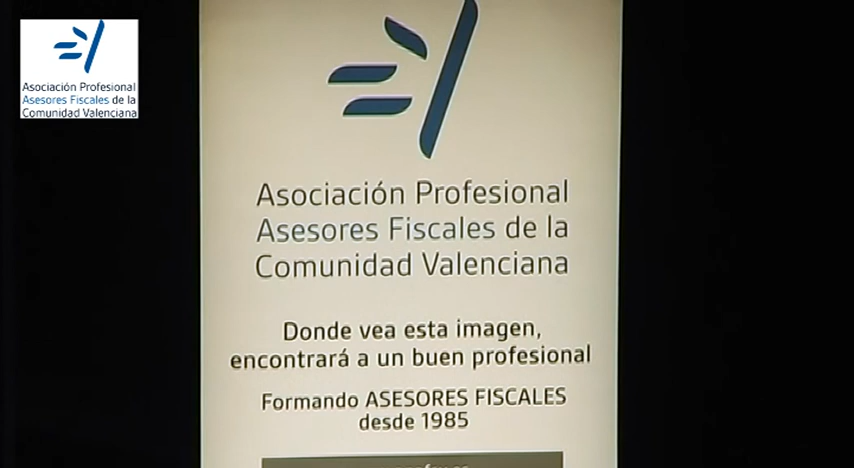 Asociación Profesional
Asesores Fiscales de la
Comunidad Valenciana
Asociación Profesional
Asesores Fiscales de la
Comunidad Valenciana
Donde vea esta imagen,
encontrará a un buen profesional
Formando ASESORES FISCALES
desde 1985